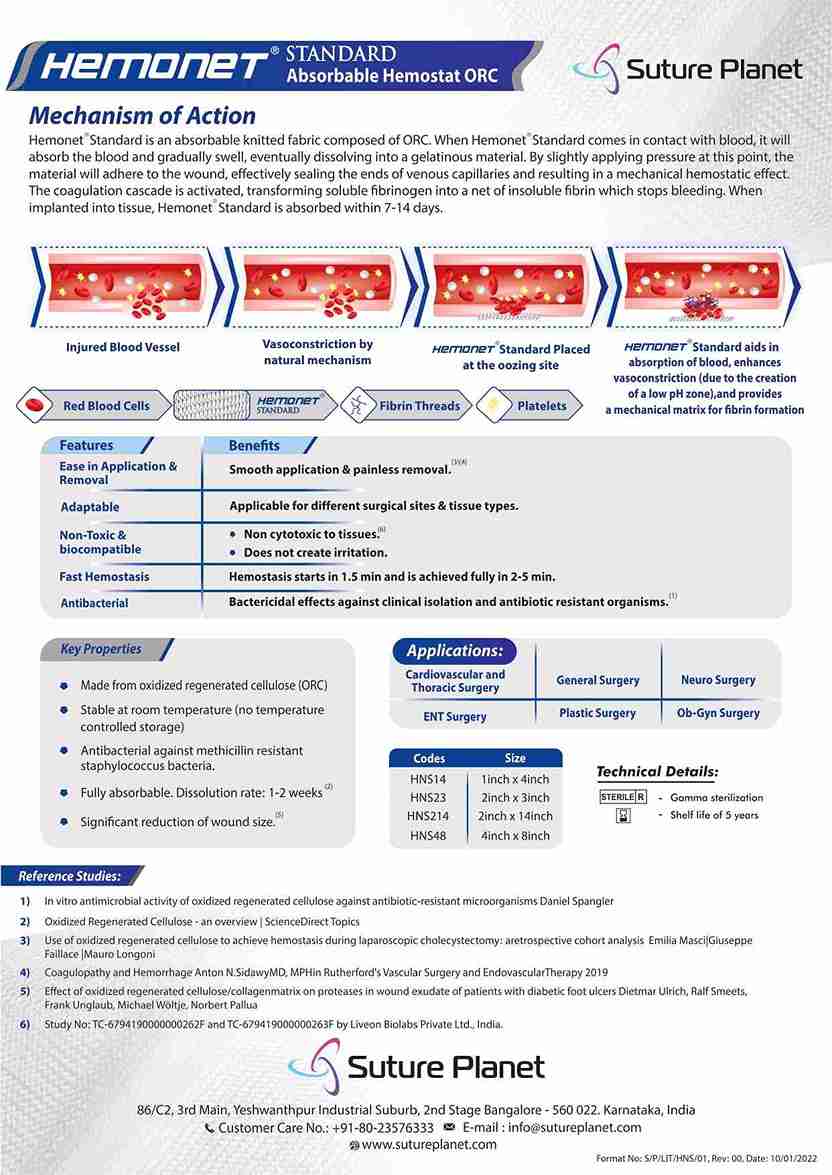 HEMONET® STANDARD
Absorbable Hemostat ORC
Suture Planet
Mechanism of Action
Hemonet® Standard is an absorbable knitted fabric composed of ORC. When Hemonet® Standard comes in contact with blood, it will
absorb the blood and gradually swell, eventually dissolving into a gelatinous material. By slightly applying pressure at this point, the
material will adhere to the wound, effectively sealing the ends of venous capillaries and resulting in a mechanical hemostatic effect.
The coagulation cascade is activated, transforming soluble fibrinogen into a net of insoluble fibrin which stops bleeding. When
implanted into tissue, Hemonet® Standard is absorbed within 7-14 days.
Injured Blood Vessel
Vasoconstriction by
natural mechanism
HEMONET® Standard Placed
at the oozing site
HEMONET® Standard aids in
absorption of blood, enhances
vasoconstriction (due to the creation
of a low pH zone),and provides
a mechanical matrix for fibrin formation
Red Blood Cells
HEMONET®
STANDARD
Fibrin Threads
Platelets
Features
Benefits
Ease in Application &
Removal
Smooth application & painless removal.(3)(4)
Adaptable
Applicable for different surgical sites & tissue types.
Non-Toxic &
biocompatible
• Non cytotoxic to tissues.(6)
• Does not create irritation.
Fast Hemostasis
Hemostasis starts in 1.5 min and is achieved fully in 2-5 min.
Antibacterial
Bactericidal effects against clinical isolation and antibiotic resistant organisms.(1)
Key Properties
Made from oxidized regenerated cellulose (ORC)
Stable at room temperature (no temperature
controlled storage)
Antibacterial against methicillin resistant
staphylococcus bacteria.
Fully absorbable. Dissolution rate: 1-2 weeks (2)
Significant reduction of wound size.(5)
Applications:
Cardiovascular and
Thoracic Surgery
General Surgery
Neuro Surgery
ENT Surgery
Plastic Surgery
Ob-Gyn Surgery
Codes Size
HNS14 1inch x 4inch
HNS23 2inch x 3inch
HNS214 2inch x 14inch
HNS48 4inch x 8inch
Technical Details:
STERILE R - Gamma sterilization
- Shelf life of 5 years
Reference Studies:
1) In vitro antimicrobial activity of oxidized regenerated cellulose against antibiotic-resistant microorganisms Daniel Spangler
2) Oxidized Regenerated Cellulose - an overview | ScienceDirect Topics
3) Use of oxidized regenerated cellulose to achieve hemostasis during laparoscopic cholecystectomy: aretrospective cohort analysis Emilia Masci|Giuseppe
Faillace |Mauro Longoni
4) Coagulopathy and Hemorrhage Anton N.SidawyMD, MPHin Rutherford's Vascular Surgery and EndovascularTherapy 2019
5) Effect of oxidized regenerated cellulose/collagenmatrix on proteases in wound exudate of patients with diabetic foot ulcers Dietmar Ulrich, Ralf Smeets,
Frank Unglaub, Michael Wöltje, Norbert Pallua
6) Study No: TC-6794190000000262F and TC-679419000000263F by Liveon Biolabs Private Ltd., India.
Suture Planet
86/C2, 3rd Main, Yeshwanthpur Industrial Suburb, 2nd Stage Bangalore - 560 022. Karnataka, India
Customer Care No.: +91-80-23576333 E-mail : info@sutureplanet.com
www.sutureplanet.com
Format No: S/P/LIT/HNS/01, Rev: 00, Date: 10/01/2022